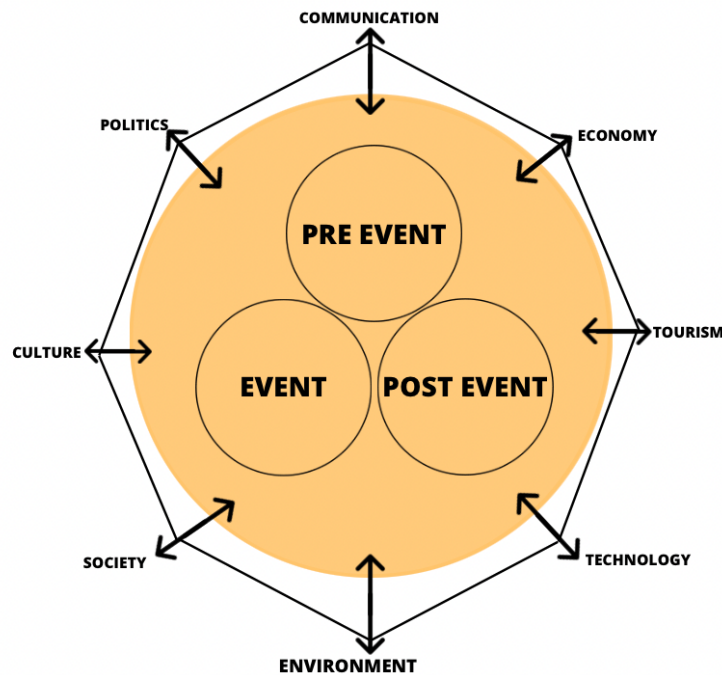 COMMUNICATION
POLITICS
ECONOMY
PRE EVENT
TOURISM
CULTURE
EVENT
POST EVENT
SOCIETY
TECHNOLOGY
ENVIRONMENT